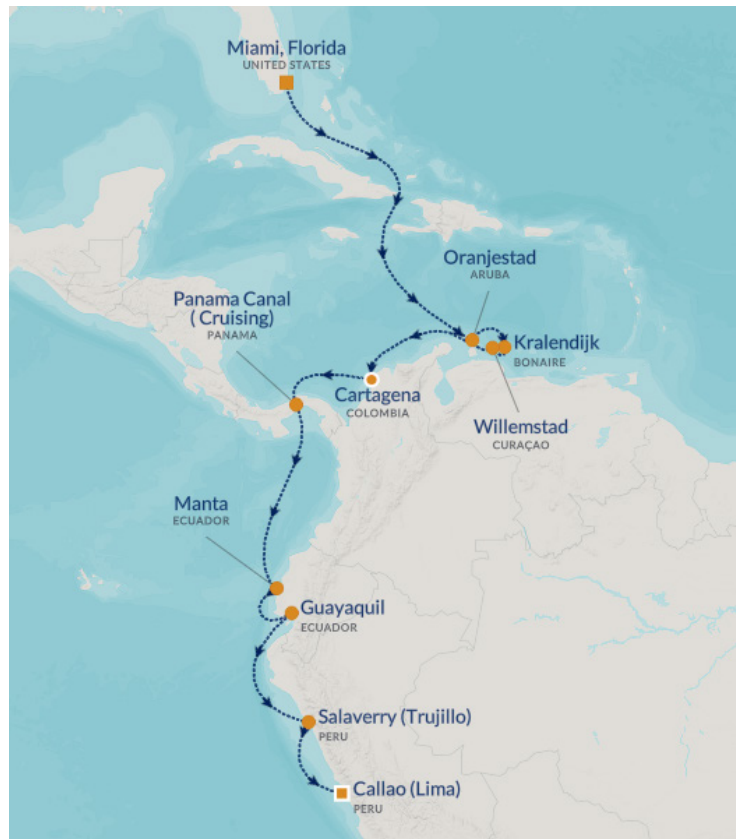 Miami, Florida
UNITED STATES
Oranjestad
ARUBA
Panama Canal
( Cruising)
PANAMA
Kralendijk
BONAIRE
Cartagena
COLOMBIA
Willemstad
CURAÇAO
Manta
ECUADOR
Guayaquil
ECUADOR
Salaverry (Trujillo)
PERU
Callao (Lima)
PERU